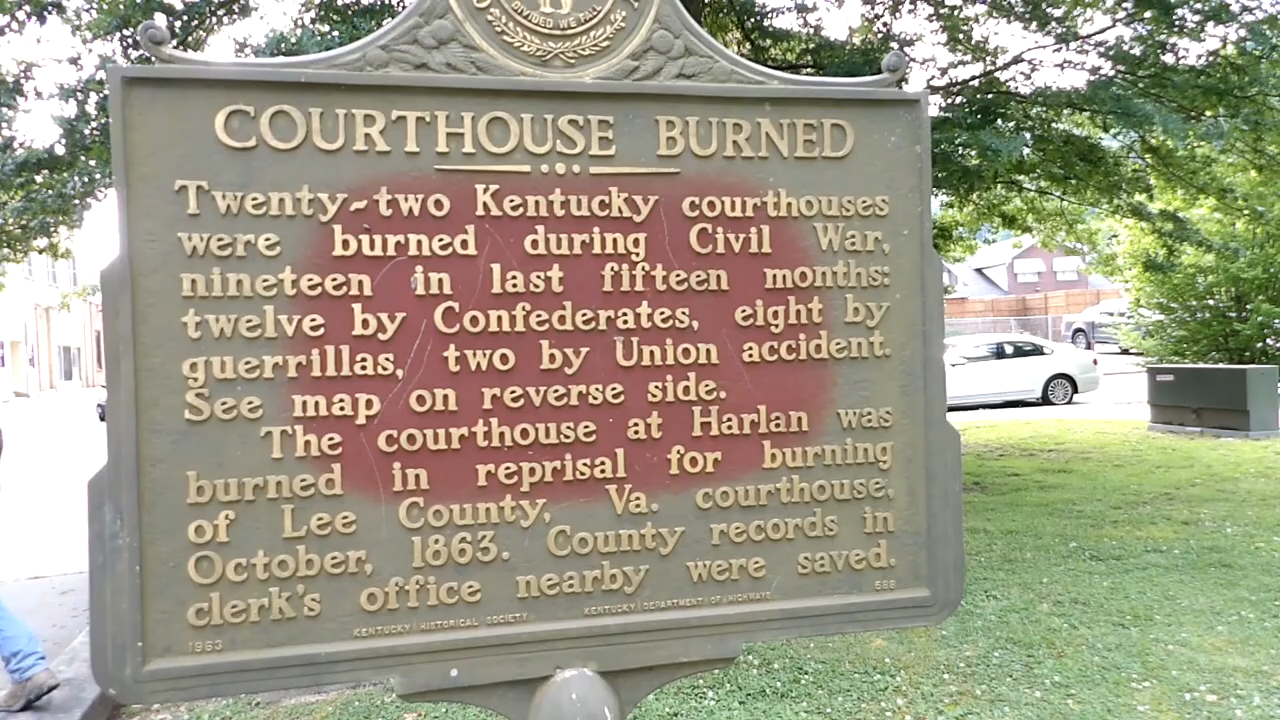 DIVIDED WE FALL
COURTHOUSE BURNED
Twenty-two Kentucky courthouses
were burned during Civil War,
nineteen in last fifteen months:
twelve by Confederates, eight by
guerrillas, two by Union accident.
See map on reverse side.
The courthouse at Harlan was
burned in reprisal for burning
of Lee County, Va. courthouse,
October, 1863. County records in
clerk's office nearby were saved.
1963 KENTUCKY HISTORICAL SOCIETY KENTUCKY DEPARTMENT OF HIGHWAYS 588